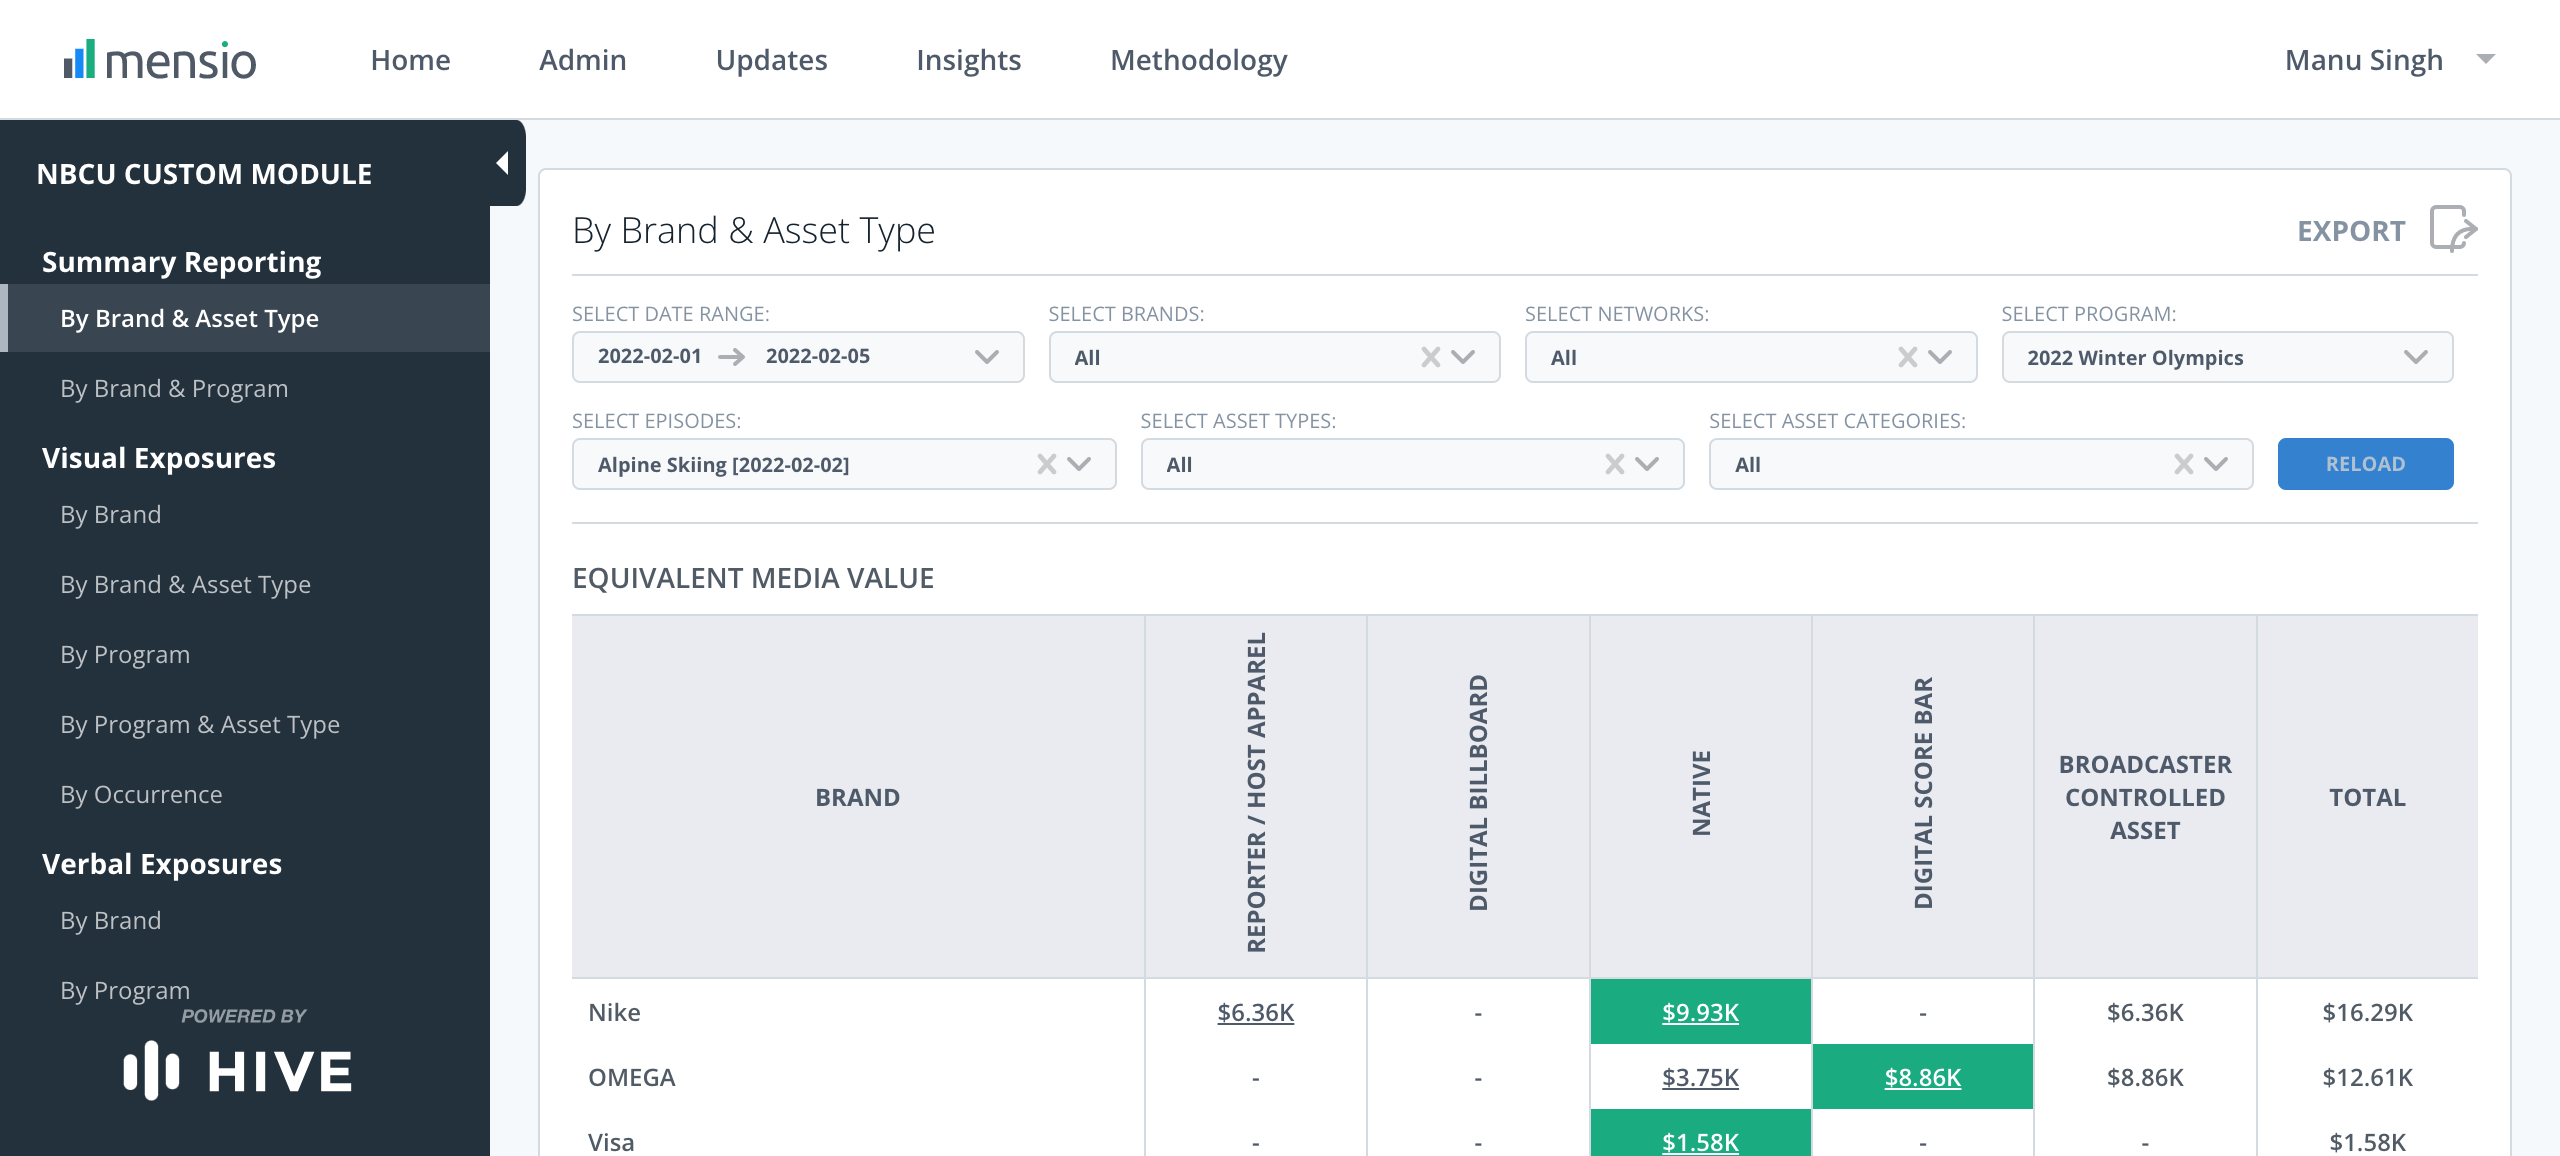 mensio
Home
Admin
Updates
Insights
Methodology
Manu Singh
NBCU CUSTOM MODULE
Summary Reporting
By Brand & Asset Type
By Brand & Program
Visual Exposures
By Brand
By Brand & Asset Type
By Program
By Program & Asset Type
By Occurrence
Verbal Exposures
By Brand
By Program
POWERED BY
HIVE
By Brand & Asset Type
EXPORT
SELECT DATE RANGE:
2022-02-01 → 2022-02-05
SELECT BRANDS:
All
SELECT NETWORKS:
All
SELECT PROGRAM:
2022 Winter Olympics
SELECT EPISODES:
Alpine Skiing [2022-02-02]
SELECT ASSET TYPES:
All
SELECT ASSET CATEGORIES:
All
RELOAD
EQUIVALENT MEDIA VALUE
BRAND
REPORTER / HOST APPAREL
DIGITAL BILLBOARD
NATIVE
DIGITAL SCORE BAR
BROADCASTER
CONTROLLED
ASSET
TOTAL
Nike $6.36K - $9.93K - $6.36K $16.29K
OMEGA - - $3.75K $8.86K $8.86K $12.61K
Visa - - $1.58K - - $1.58K